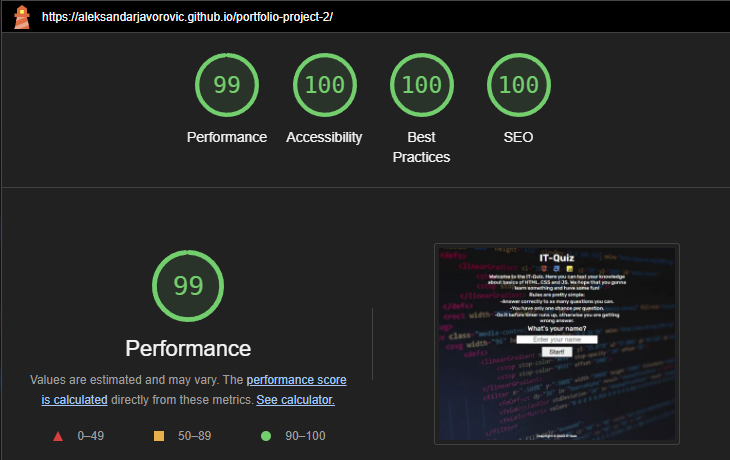 https://aleksandarjavorovic.github.io/portfolio-project-2/
99 100 100 100
Performance Accessibility Best Practices SEO
99
Performance
Values are estimated and may vary. The performance score
is calculated directly from these metrics. See calculator.
0–49 50–89 90–100
IT-Quiz
Welcome to the IT-Quiz. Here you can test your knowledge
about basics of HTML, CSS and JS. We hope that you gonna
learn something and have some fun!
Rules are pretty simple:
-Answer correctly to as many questions you can.
-You have only one chance per question.
-Do it before timer runs up, otherwise you are getting
wrong answer.
What's your name?
Enter your name
Start!